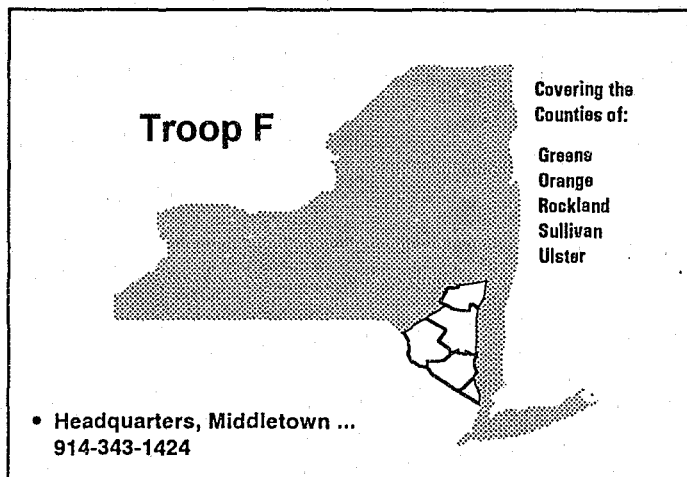 Troop F
Covering the
Counties of:
Greene
Orange
Rockland
Sullivan
Ulster
• Headquarters, Middletown ...
914-343-1424